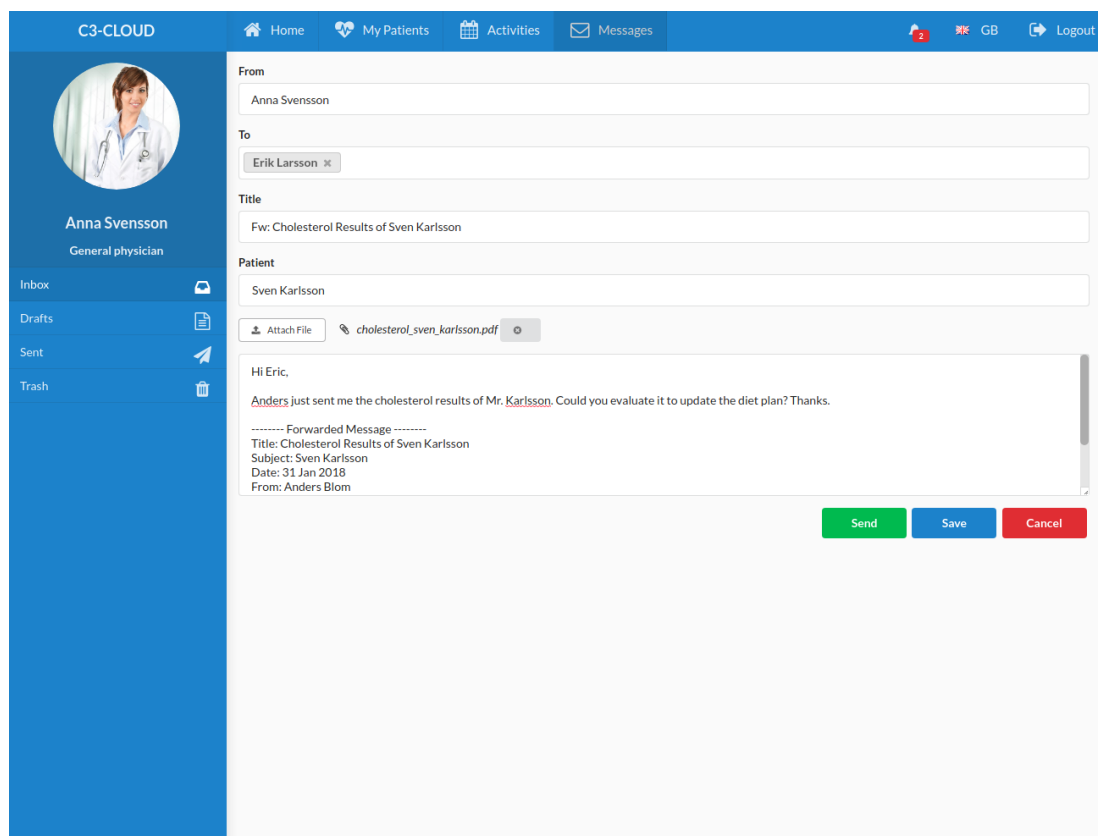 C3-CLOUD
Home
My Patients
Activities
Messages
2
GB
Logout
Anna Svensson
General physician
Inbox
Drafts
Sent
Trash
From
Anna Svensson
To
Erik Larsson
Title
Fw: Cholesterol Results of Sven Karlsson
Patient
Sven Karlsson
Attach File
cholesterol_sven_karlsson.pdf
Hi Eric,
Anders just sent me the cholesterol results of Mr. Karlsson. Could you evaluate it to update the diet plan? Thanks.
-------- Forwarded Message --------
Title: Cholesterol Results of Sven Karlsson
Subject: Sven Karlsson
Date: 31 Jan 2018
From: Anders Blom
Send
Save
Cancel